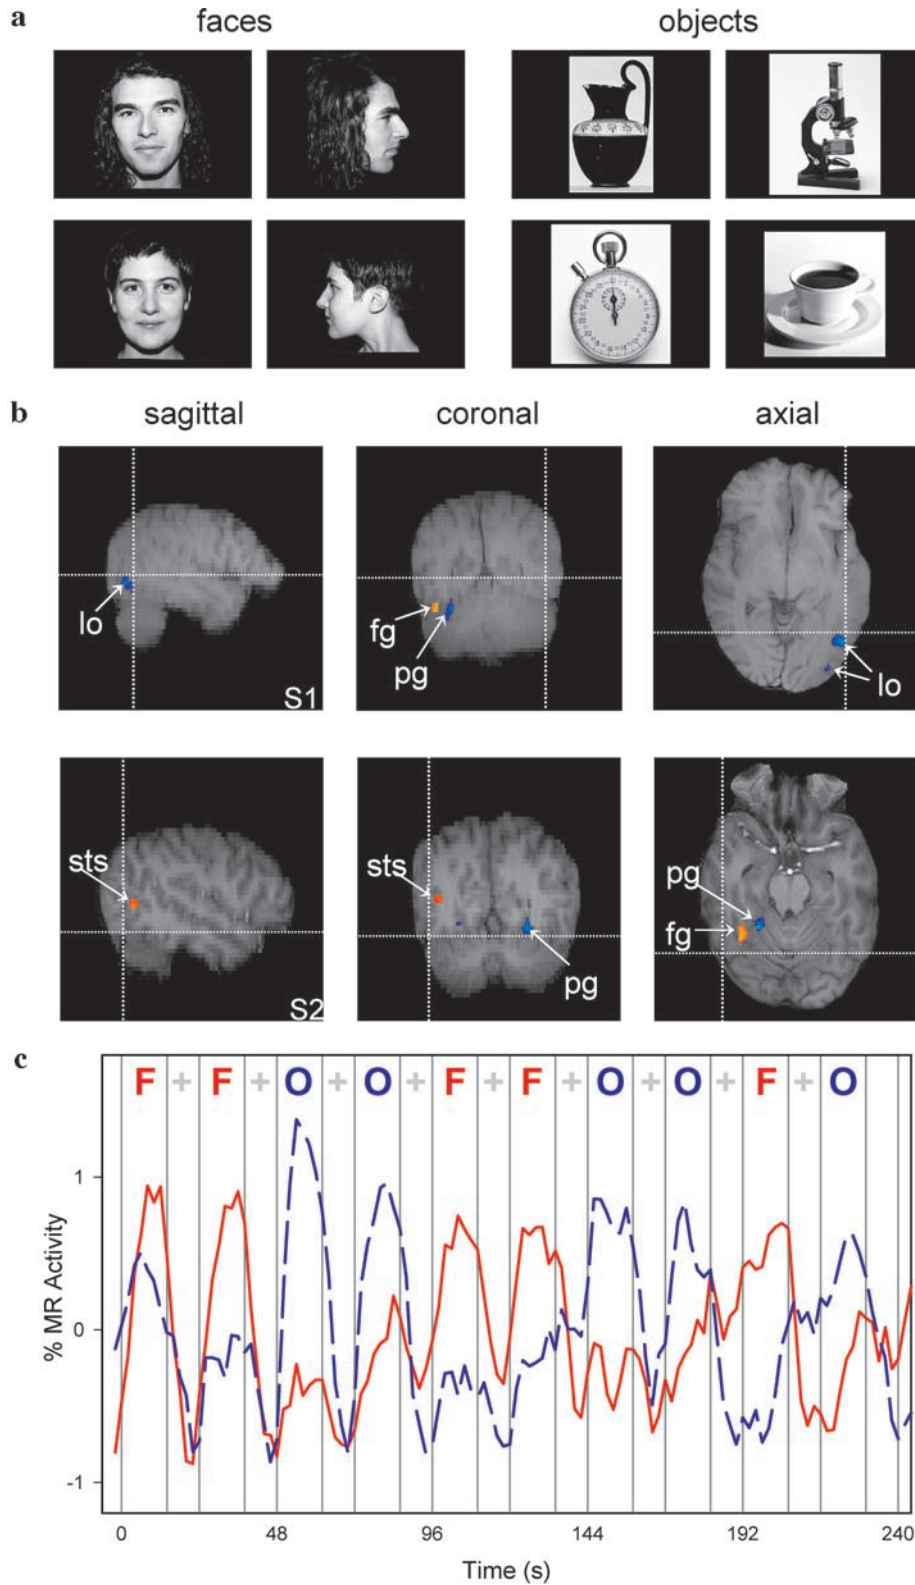 a
faces objects
b
sagittal coronal axial
lo
S1
fg
pg
lo
sts
S2
sts
pg
pg
fg
c
F + F + O + O + F + F + O + O + F + O
1
0
-1
% MR Activity
0 48 96 144 192 240
Time (s)